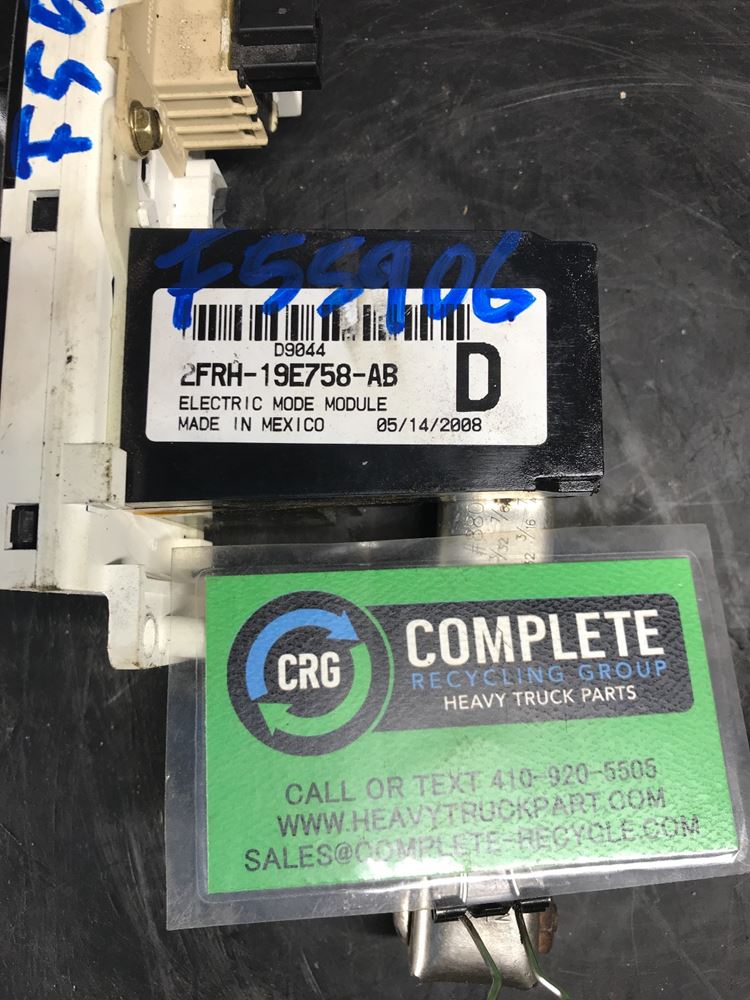 F55906
D9044
2FRH-19E758-AB
D
ELECTRIC MODE MODULE
MADE IN MEXICO 05/14/2008
CRG
COMPLETE
RECYCLING GROUP
HEAVY TRUCK PARTS
CALL OR TEXT 410-920-5505
WWW.HEAVYTRUCKPART.COM
SALES@COMPLETE-RECYCLE.COM